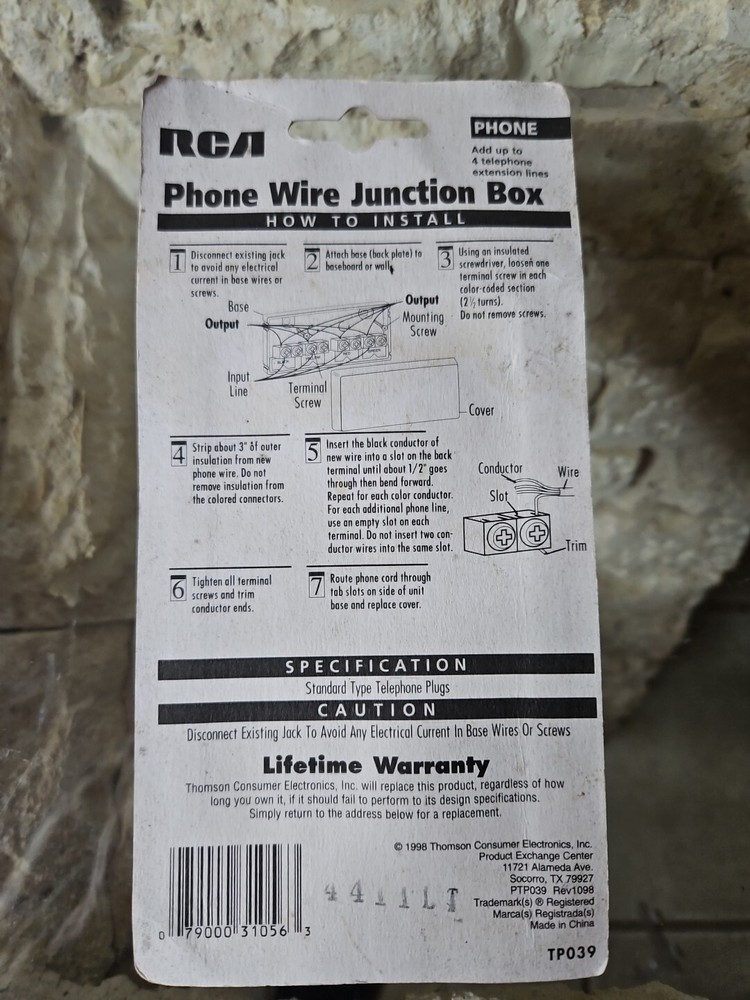 RCA
PHONE
Add up to
4 telephone
extension lines
Phone Wire Junction Box
HOW TO INSTALL
1 Disconnect existing jack
to avoid any electrical
current in base wires or
screws.
2 Attach base (back plate) to
baseboard or wall.
3 Using an insulated
screwdriver, loosen one
terminal screw in each
color-coded section
(2 1/2 turns).
Do not remove screws.
Base
Output
Output
Mounting
Screw
Input
Line
Terminal
Screw
Cover
4 Strip about 3" of outer
insulation from new
phone wire. Do not
remove insulation from
the colored connectors.
5 Insert the black conductor of
new wire into a slot on the back
terminal until about 1/2" goes
through then bend forward.
Repeat for each color conductor.
For each additional phone line,
use an empty slot on each
terminal. Do not insert two con-
ductor wires into the same slot.
Conductor
Wire
Slot
Trim
6 Tighten all terminal
screws and trim
conductor ends.
7 Route phone cord through
tab slots on side of unit
base and replace cover.
SPECIFICATION
Standard Type Telephone Plugs
CAUTION
Disconnect Existing Jack To Avoid Any Electrical Current In Base Wires Or Screws
Lifetime Warranty
Thomson Consumer Electronics, Inc. will replace this product, regardless of how
long you own it, if it should fail to perform to its design specifications.
Simply return to the address below for a replacement.
© 1998 Thomson Consumer Electronics, Inc.
Product Exchange Center
11721 Alameda Ave.
Socorro, TX 79927
PTP039 Rev1098
Trademark(s) ® Registered
Marca(s) Registrada(s)
Made in China
0 79000 31056 3
TP039